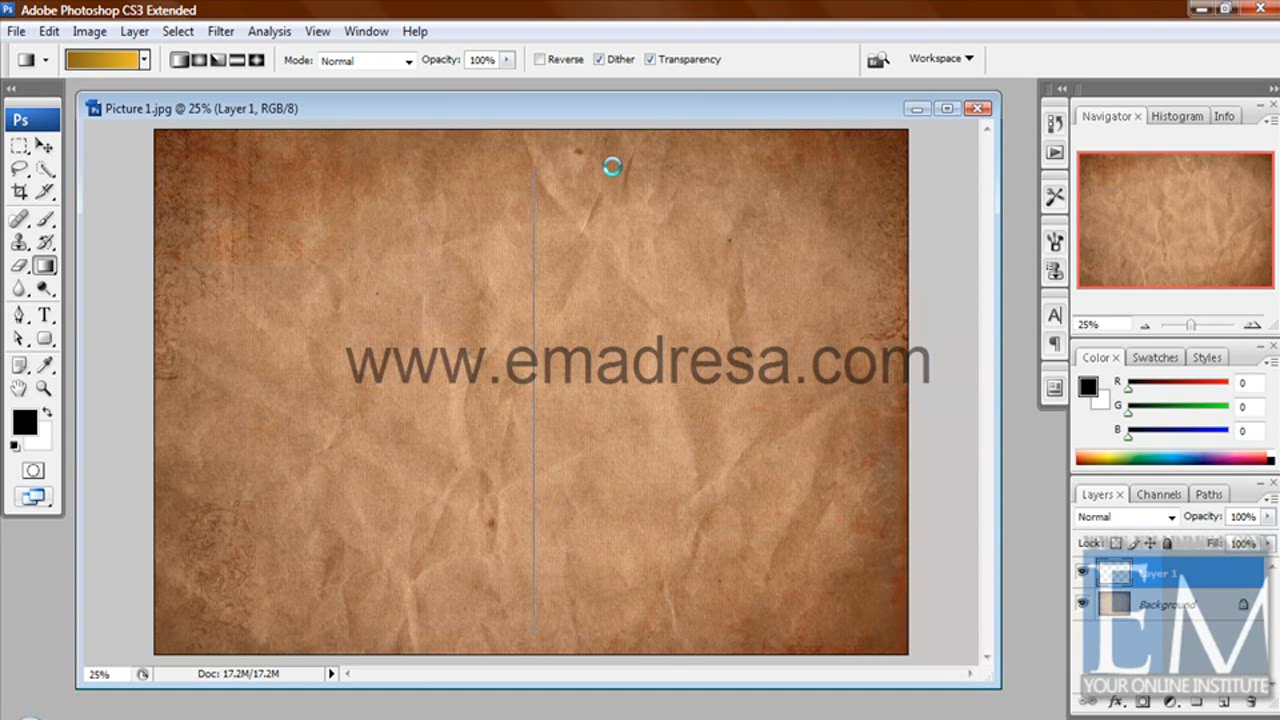 Adobe Photoshop CS3 Extended
File Edit Image Layer Select Filter Analysis View Window Help
Mode: Normal Opacity: 100% Reverse Dither Transparency Workspace
Ps
Picture 1.jpg @ 25% (Layer 1, RGB/8)
Navigator Histogram Info
25%
www.emadresa.com
Color Swatches Styles
R 0
G 0
B 0
Layers Channels Paths
Normal Opacity: 100%
Lock: Fill: 100%
Layer 1
Background
EM
YOUR ONLINE INSTITUTE
25% Doc: 17.2M/17.2M